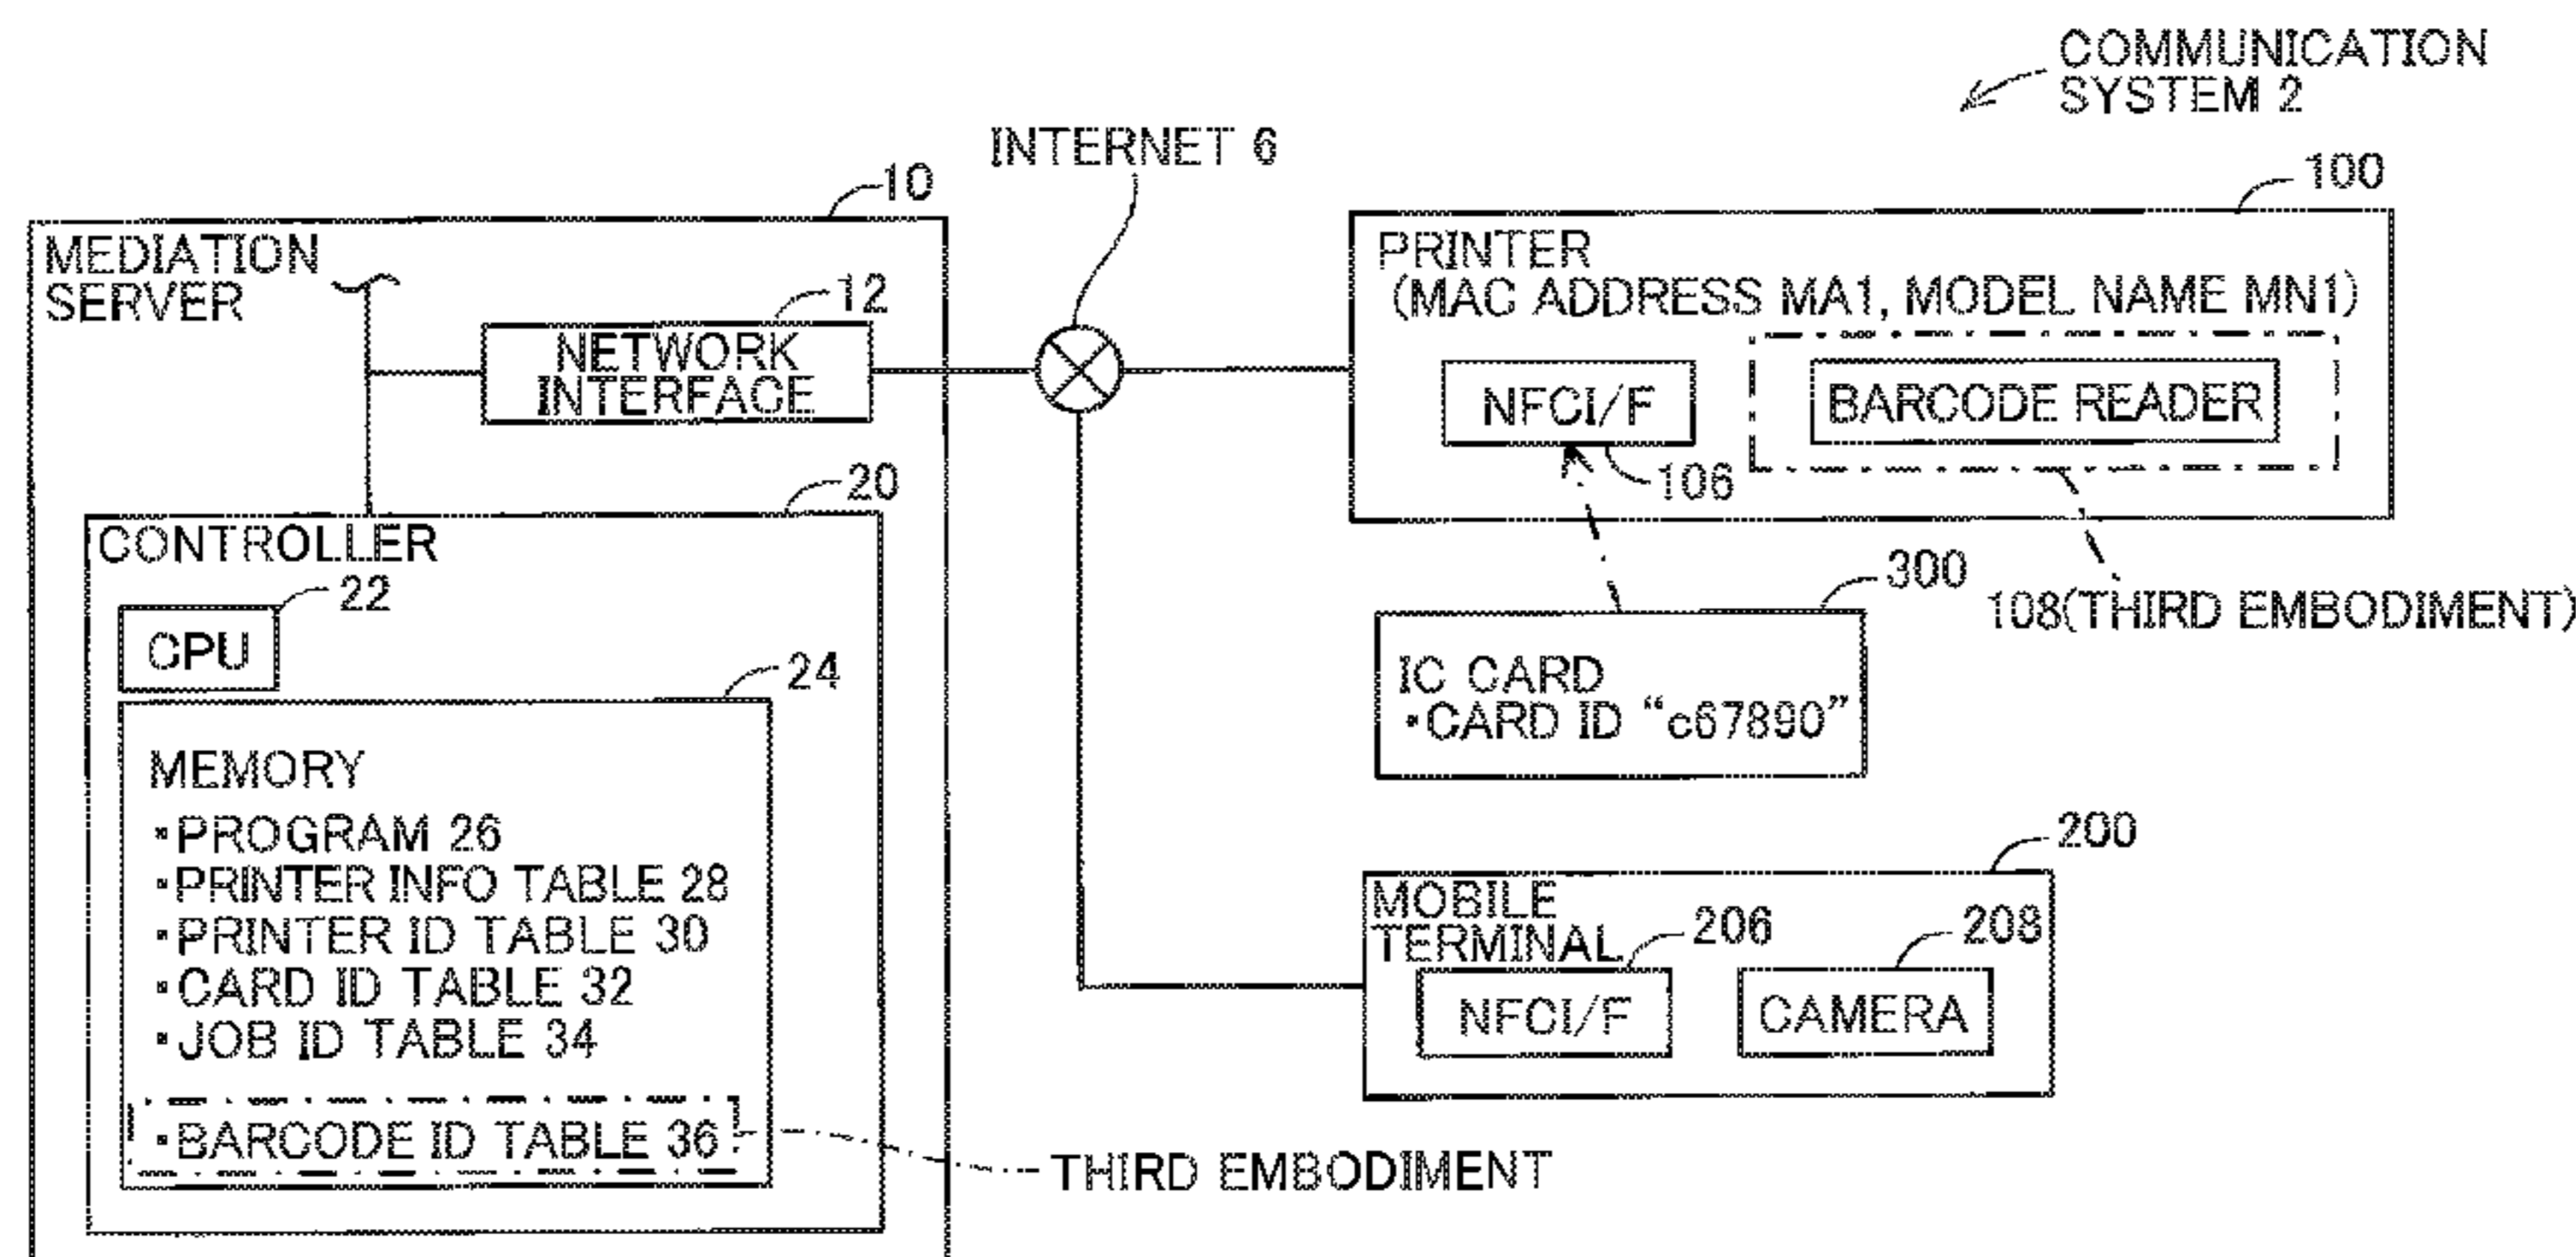 COMMUNICATION
SYSTEM 2
INTERNET 6
10
100
MEDIATION
SERVER
12
NETWORK
INTERFACE
PRINTER
(MAC ADDRESS MA1, MODEL NAME MN1)
NFCI/F
BARCODE READER
106
20
CONTROLLER
22
CPU
300
108(THIRD EMBODIMENT)
IC CARD
・CARD ID “c67890”
24
MEMORY
・PROGRAM 26
・PRINTER INFO TABLE 28
・PRINTER ID TABLE 30
・CARD ID TABLE 32
・JOB ID TABLE 34
・BARCODE ID TABLE 36
THIRD EMBODIMENT
200
MOBILE
TERMINAL
206
208
NFCI/F
CAMERA